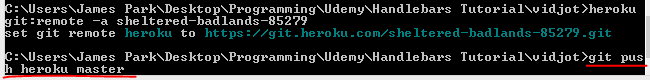 C:\Users\James Park\Desktop\Programming\Udemy\Handlebars Tutorial\vidjot>heroku
git:remote -a sheltered-badlands-85279
set git remote heroku to https://git.heroku.com/sheltered-badlands-85279.git
C:\Users\James Park\Desktop\Programming\Udemy\Handlebars Tutorial\vidjot>git pus
h heroku master